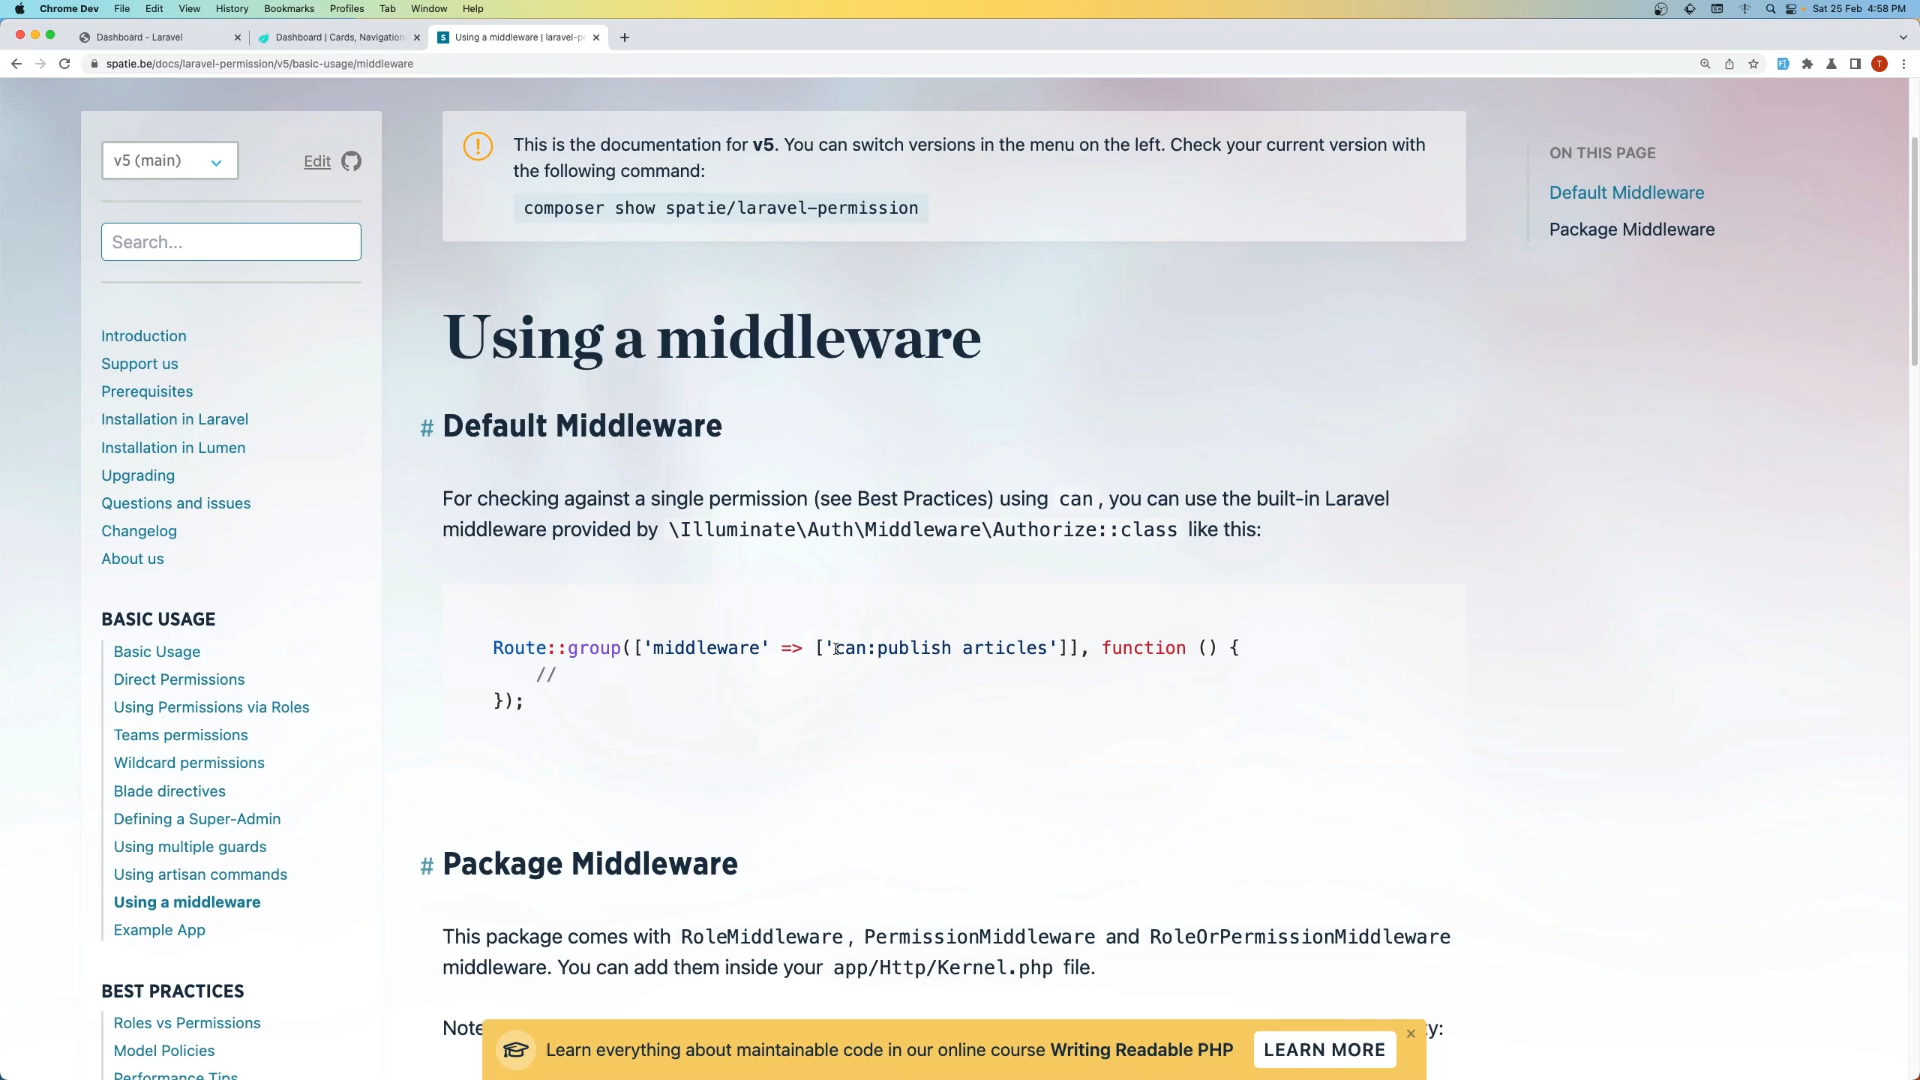 Chrome Dev File Edit View History Bookmarks Profiles Tab Window Help Sat 25 Feb 4:58 PM
Dashboard - Laravel Dashboard | Cards, Navigation Using a middleware | laravel-pe
spatie.be/docs/laravel-permission/v5/basic-usage/middleware T
v5 (main) Edit
Search...
Introduction
Support us
Prerequisites
Installation in Laravel
Installation in Lumen
Upgrading
Questions and issues
Changelog
About us
BASIC USAGE
Basic Usage
Direct Permissions
Using Permissions via Roles
Teams permissions
Wildcard permissions
Blade directives
Defining a Super-Admin
Using multiple guards
Using artisan commands
Using a middleware
Example App
BEST PRACTICES
Roles vs Permissions
Model Policies
Performance Tips
This is the documentation for v5. You can switch versions in the menu on the left. Check your current version with
the following command:
composer show spatie/laravel-permission
Using a middleware
# Default Middleware
For checking against a single permission (see Best Practices) using can, you can use the built-in Laravel
middleware provided by \Illuminate\Auth\Middleware\Authorize::class like this:
Route::group(['middleware' => ['can:publish articles']], function () {
//
});
# Package Middleware
This package comes with RoleMiddleware, PermissionMiddleware and RoleOrPermissionMiddleware
middleware. You can add them inside your app/Http/Kernel.php file.
Note y:
Learn everything about maintainable code in our online course Writing Readable PHP LEARN MORE
ON THIS PAGE
Default Middleware
Package Middleware